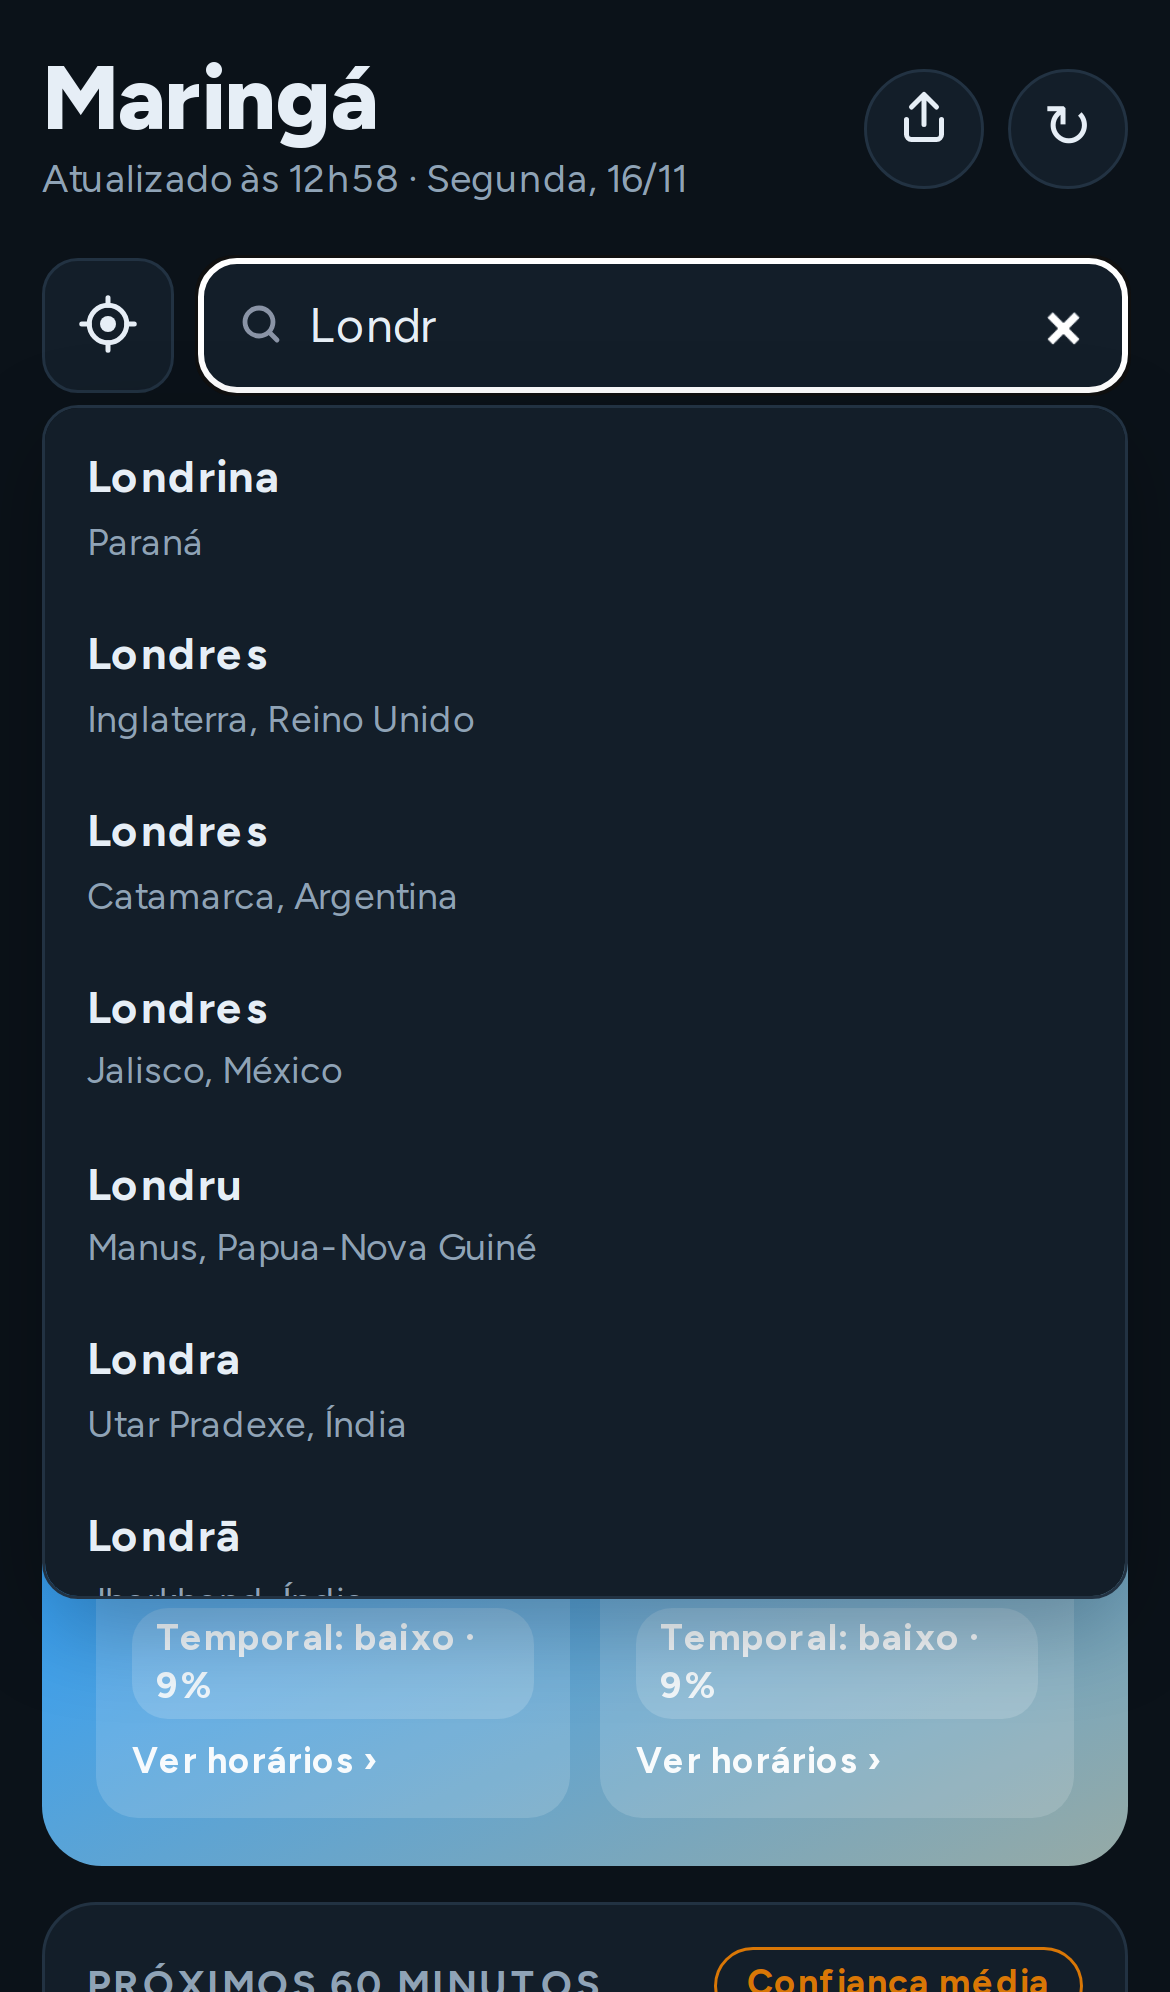 Maringá
Atualizado às 12h58 · Segunda, 16/11
Londr
Londrina
Paraná
Londres
Inglaterra, Reino Unido
Londres
Catamarca, Argentina
Londres
Jalisco, México
Londru
Manus, Papua-Nova Guiné
Londra
Utar Pradexe, Índia
Londrā
Jharkhand, Índia
Temporal: baixo ·
9%
Ver horários ›
Temporal: baixo ·
9%
Ver horários ›
PRÓXIMOS 60 MINUTOS
Confiança média